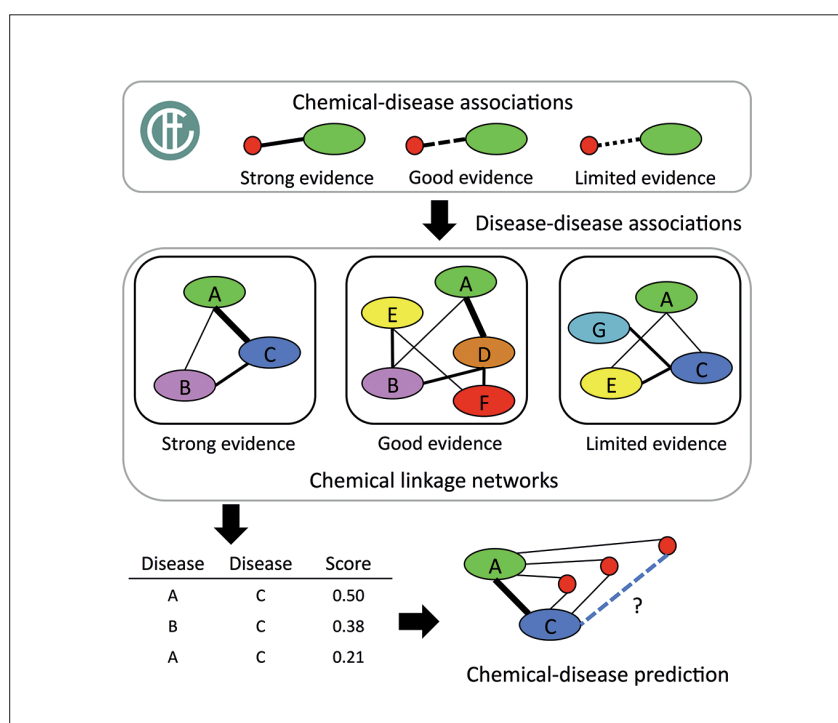 Chemical-disease associations
Strong evidence Good evidence Limited evidence
Disease-disease associations
A
C
B
A
E
D
B
F
A
G
C
E
Strong evidence Good evidence Limited evidence
Chemical linkage networks
Disease Disease Score
A C 0.50
B C 0.38
A C 0.21
A
C
?
Chemical-disease prediction